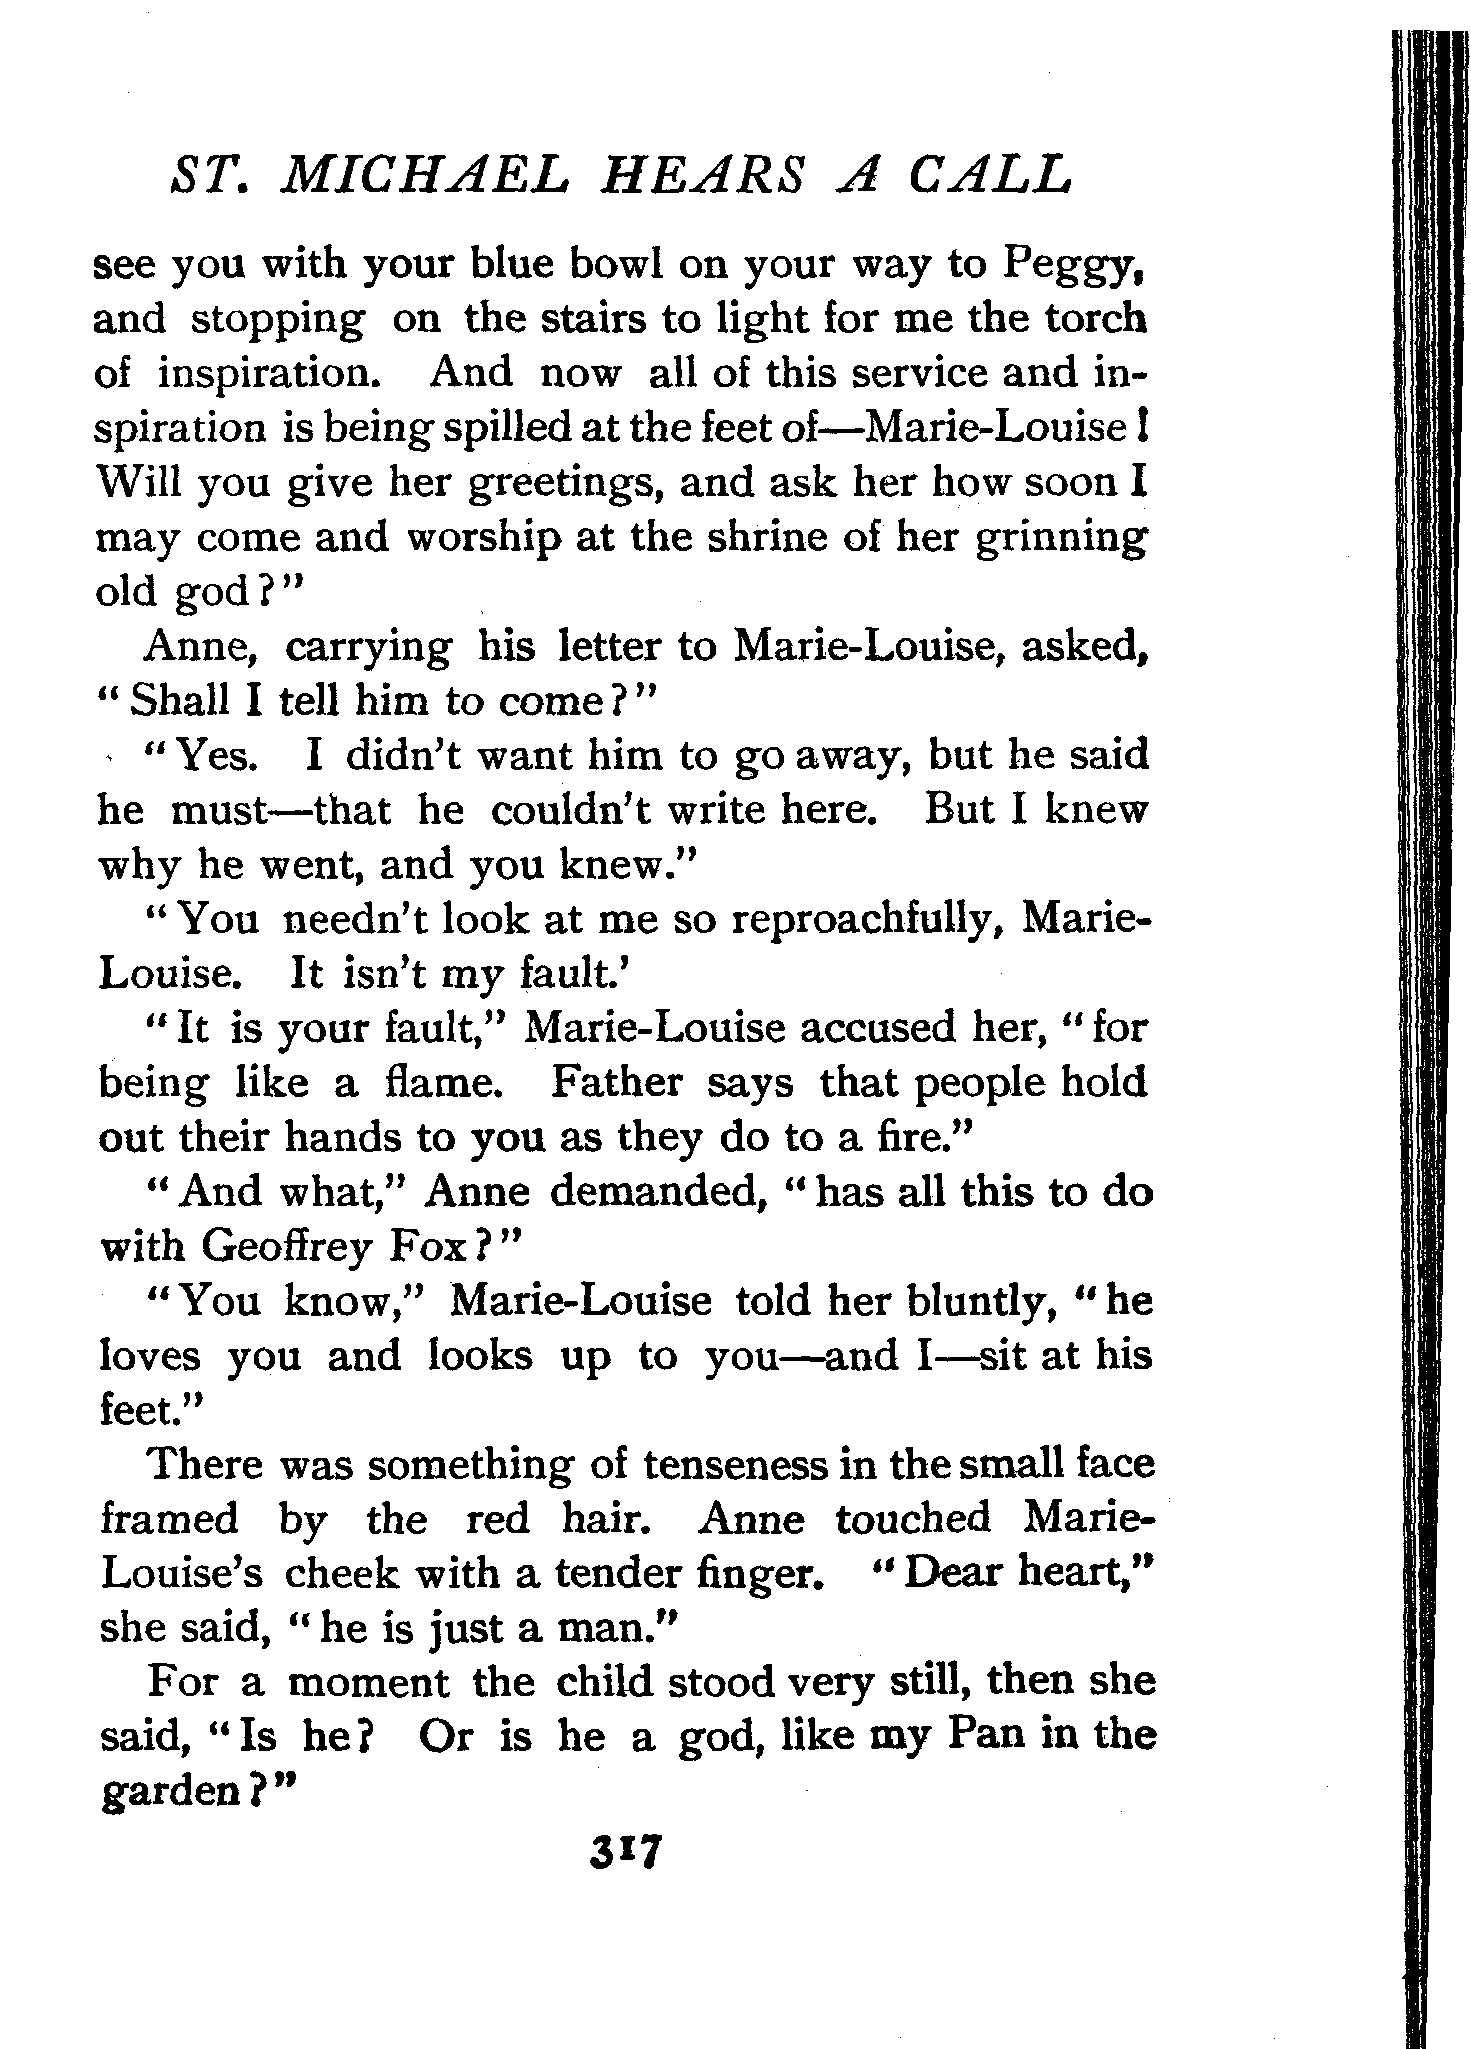 ST. MICHAEL HEARS A CALL
see you with your blue bowl on your way to Peggy,
and stopping on the stairs to light for me the torch
of inspiration. And now all of this service and in-
spiration is being spilled at the feet of—Marie-Louise!
Will you give her greetings, and ask her how soon I
may come and worship at the shrine of her grinning
old god?"
Anne, carrying his letter to Marie-Louise, asked,
"Shall I tell him to come?"
"Yes. I didn't want him to go away, but he said
he must—that he couldn't write here. But I knew
why he went, and you knew."
"You needn't look at me so reproachfully, Marie-
Louise. It isn't my fault.'
"It is your fault," Marie-Louise accused her, "for
being like a flame. Father says that people hold
out their hands to you as they do to a fire."
"And what," Anne demanded, "has all this to do
with Geoffrey Fox?"
"You know," Marie-Louise told her bluntly, "he
loves you and looks up to you—and I—sit at his
feet."
There was something of tenseness in the small face
framed by the red hair. Anne touched Marie-
Louise's cheek with a tender finger. "Dear heart,"
she said, "he is just a man."
For a moment the child stood very still, then she
said, "Is he? Or is he a god, like my Pan in the
garden?"
317